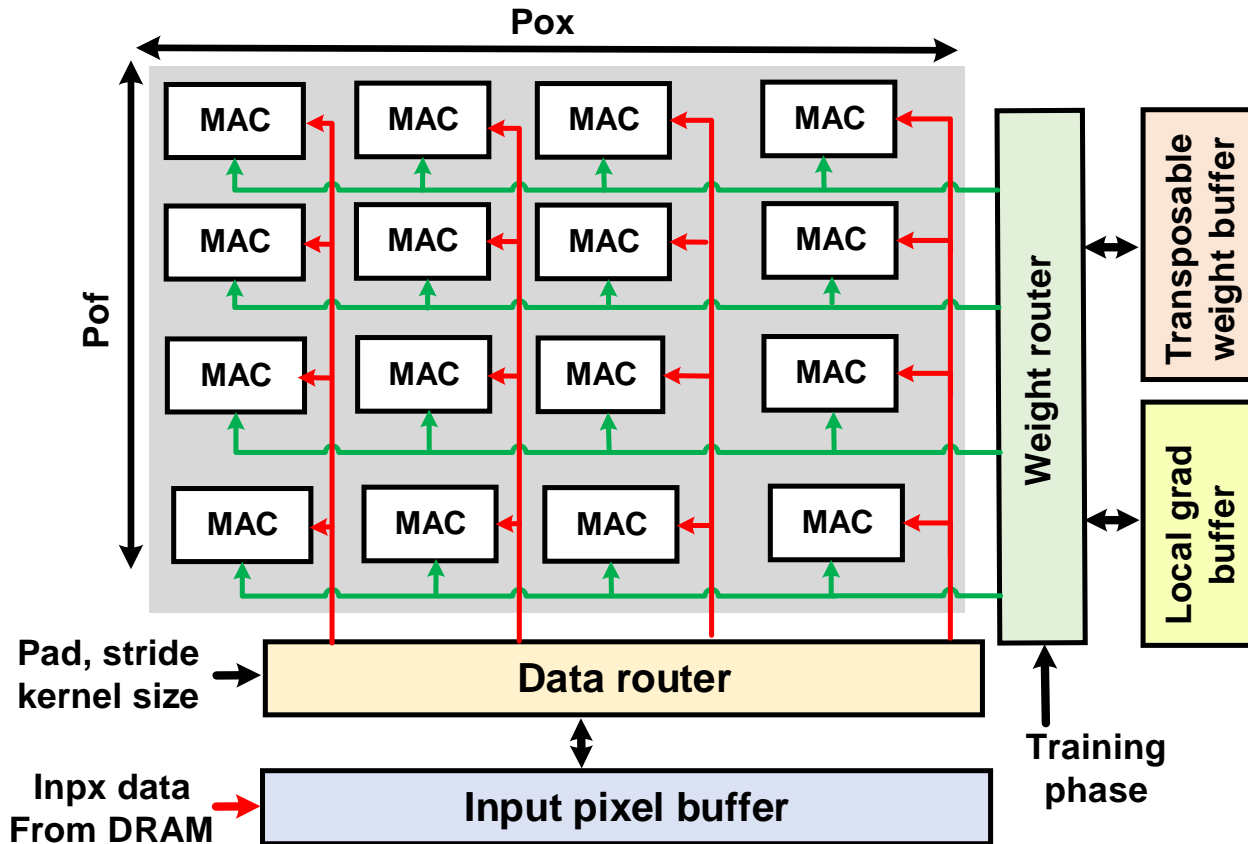 Pox
Pof
MAC MAC MAC MAC
MAC MAC MAC MAC
MAC MAC MAC MAC
MAC MAC MAC MAC
Weight router
Transposable
weight buffer
Local grad
buffer
Pad, stride
kernel size
Data router
Training
phase
Inpx data
From DRAM
Input pixel buffer